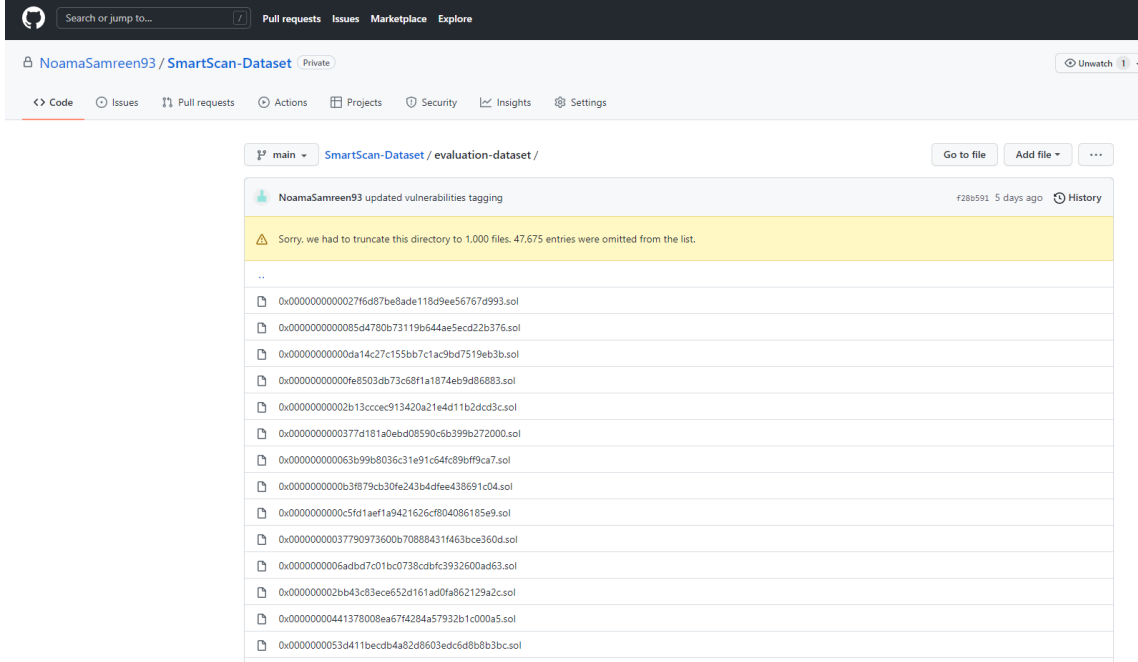 Search or jump to... / Pull requests Issues Marketplace Explore
NoamaSamreen93 / SmartScan-Dataset Private Unwatch 1
<> Code Issues Pull requests Actions Projects Security Insights Settings
main SmartScan-Dataset / evaluation-dataset / Go to file Add file ...
NoamaSamreen93 updated vulnerabilities tagging f28b591 5 days ago History
Sorry, we had to truncate this directory to 1,000 files. 47,675 entries were omitted from the list.
..
0x0000000000027f6d87be8ade118d9ee56767d993.sol
0x0000000000085d4780b73119b644ae5ecd22b376.sol
0x00000000000da14c27c155bb7c1ac9bd7519eb3b.sol
0x00000000000fe8503db73c68f1a1874eb9d86883.sol
0x00000000002b13cccec913420a21e4d11b2dcd3c.sol
0x0000000000377d181a0ebd08590c6b399b272000.sol
0x000000000063b99b8036c31e91c64fc89bff9ca7.sol
0x0000000000b3f879cb30fe243b4dfee438691c04.sol
0x0000000000c5fd1aef1a9421626cf804086185e9.sol
0x00000000037790973600b70888431f463bce360d.sol
0x000000006adbd7c01bc0738cdbfc3932600ad63.sol
0x000000002bb43c83ece652d161ad0fa862129a2c.sol
0x00000000441378008ea67f4284a57932b1c000a5.sol
0x0000000053d411becdb4a82d8603edc6d8b8b3bc.sol